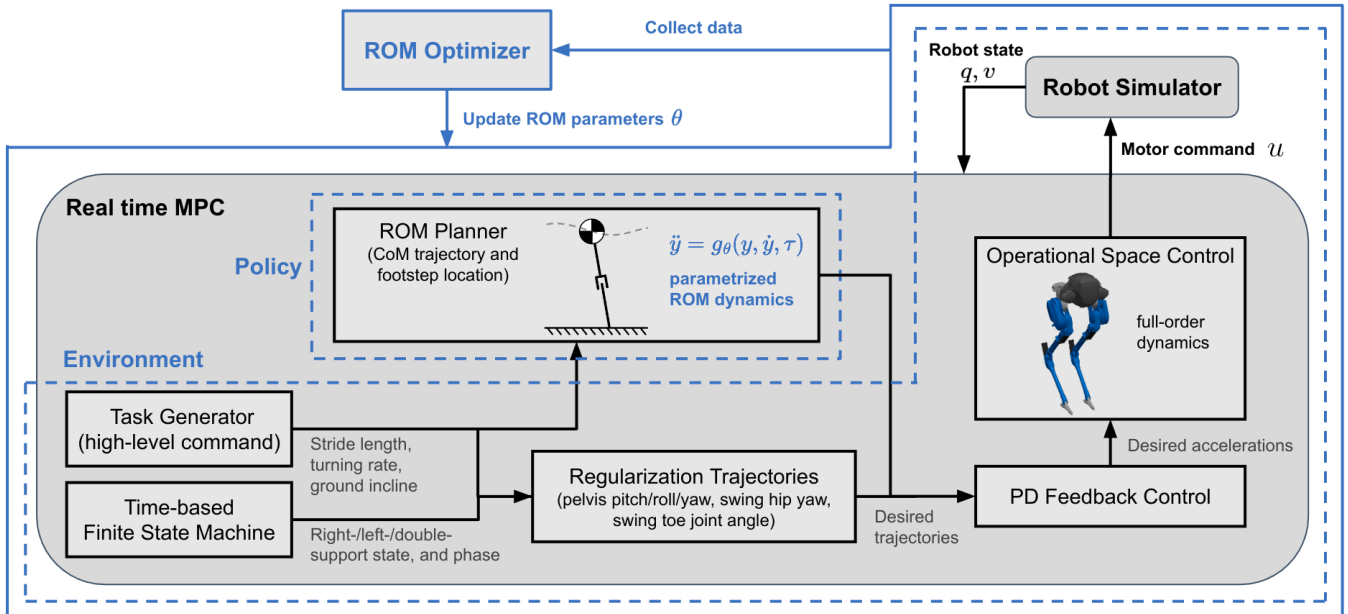 ROM Optimizer
Collect data
Update ROM parameters θ
Robot state
q, v
Robot Simulator
Motor command u
Real time MPC
Policy
ROM Planner
(CoM trajectory and
footstep location)
ÿ = g_θ(y, ẏ, τ)
parametrized
ROM dynamics
Operational Space Control
full-order
dynamics
Environment
Task Generator
(high-level command)
Stride length,
turning rate,
ground incline
Time-based
Finite State Machine
Right-/left-/double-
support state, and phase
Regularization Trajectories
(pelvis pitch/roll/yaw, swing hip yaw,
swing toe joint angle)
Desired
trajectories
Desired accelerations
PD Feedback Control